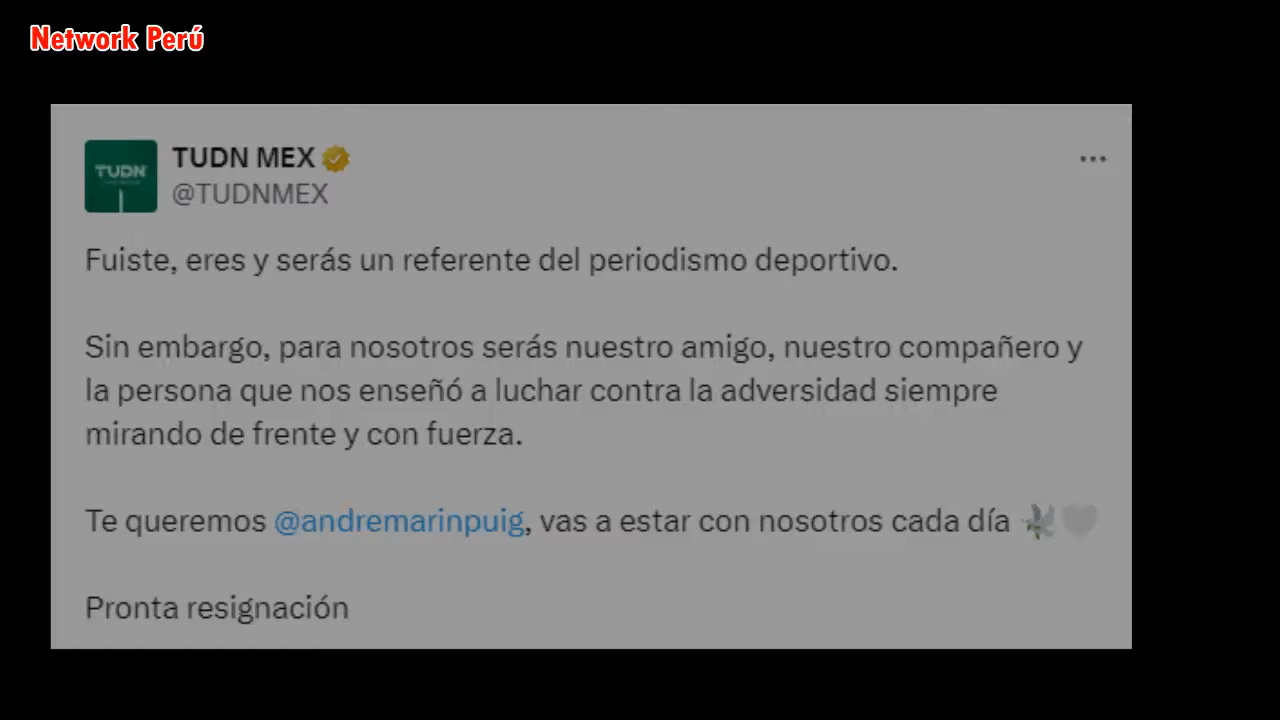 Network Perú
TUDN
TUDN MEX
@TUDNMEX
Fuiste, eres y serás un referente del periodismo deportivo.
Sin embargo, para nosotros serás nuestro amigo, nuestro compañero y
la persona que nos enseñó a luchar contra la adversidad siempre
mirando de frente y con fuerza.
Te queremos @andremarinpuig, vas a estar con nosotros cada día 🕊️🤍
Pronta resignación